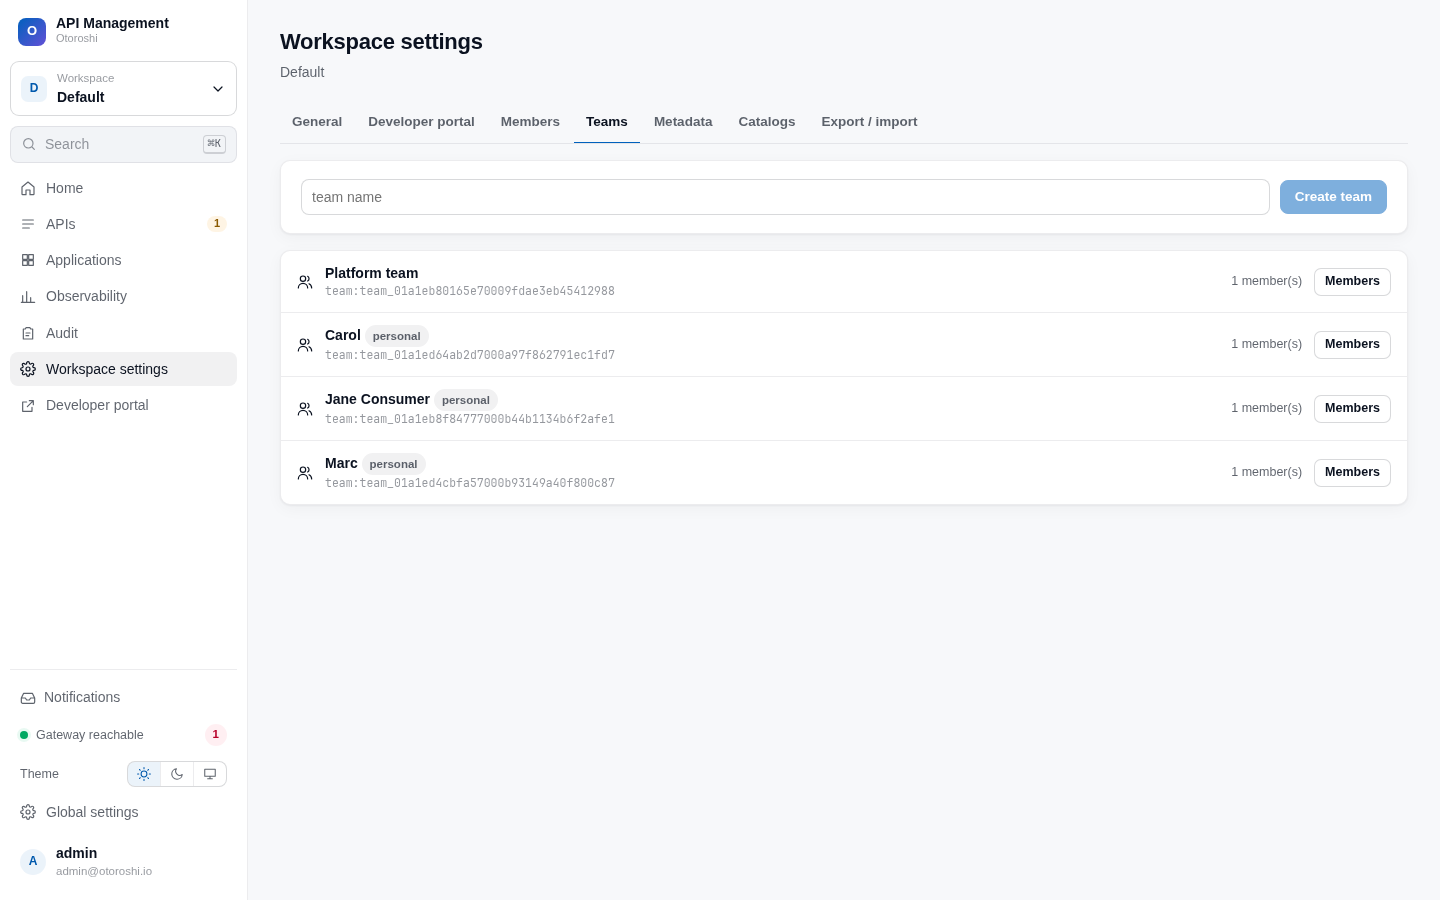 O
API Management
Otoroshi
D
Workspace
Default
Search
⌘K
Home
APIs
1
Applications
Observability
Audit
Workspace settings
Developer portal
Notifications
Gateway reachable
1
Theme
Global settings
A
admin
admin@otoroshi.io
Workspace settings
Default
General
Developer portal
Members
Teams
Metadata
Catalogs
Export / import
team name
Create team
Platform team
team:team_01a1eb80165e70009fdae3eb45412988
1 member(s)
Members
Carol personal
team:team_01a1ed64ab2d7000a97f862791ec1fd7
1 member(s)
Members
Jane Consumer personal
team:team_01a1eb8f84777000b44b1134b6f2afe1
1 member(s)
Members
Marc personal
team:team_01a1ed4cbfa57000b93149a40f800c87
1 member(s)
Members